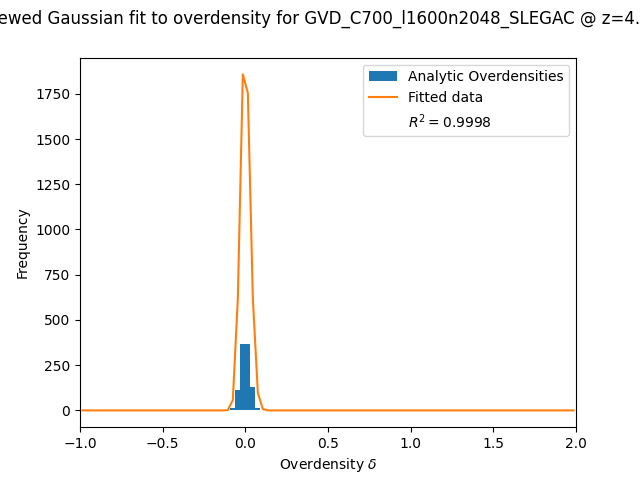 ewed Gaussian fit to overdensity for GVD_C700_l1600n2048_SLEGAC @ z=4.
Analytic Overdensities
Fitted data
R² = 0.9998
Frequency
1750
1500
1250
1000
750
500
250
0
−1.0 −0.5 0.0 0.5 1.0 1.5 2.0
Overdensity δ